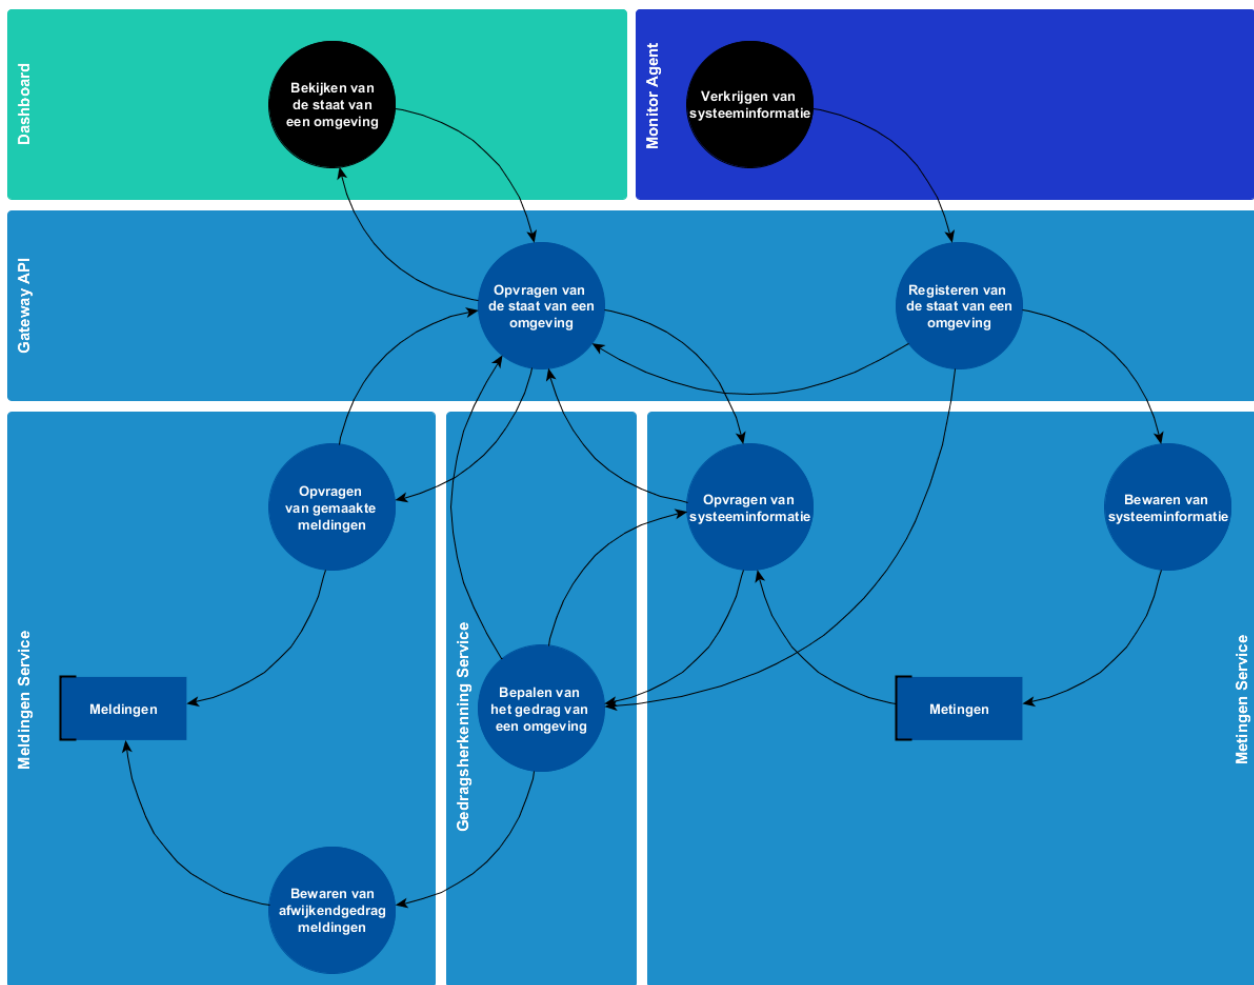 Dashboard
Bekijken van
de staat van
een omgeving
Monitor Agent
Verkrijgen van
systeeminformatie
Gateway API
Opvragen van
de staat van een
omgeving
Registeren van
de staat van een
omgeving
Meldingen Service
Opvragen
van gemaakte
meldingen
Meldingen
Bewaren van
afwijkendgedrag
meldingen
Gedragsherkenning Service
Bepalen van
het gedrag van
een omgeving
Opvragen van
systeeminformatie
Bewaren van
systeeminformatie
Metingen
Metingen Service